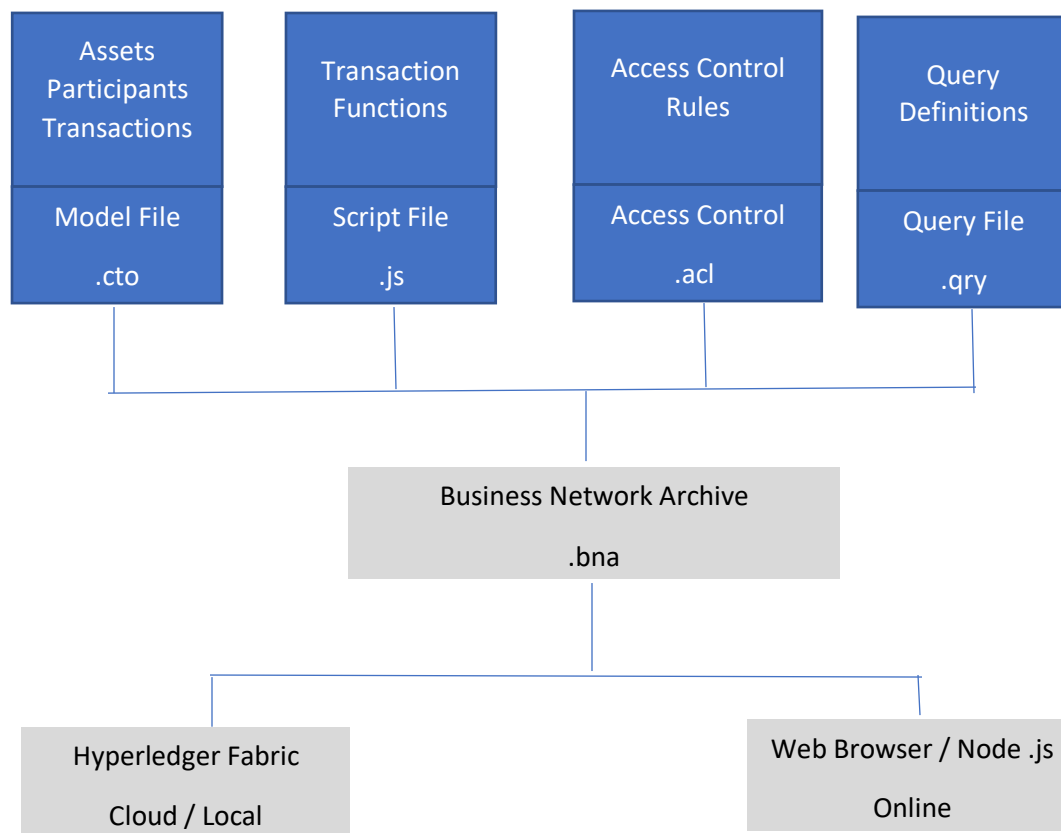 Assets
Participants
Transactions
Model File
.cto
Transaction
Functions
Script File
.js
Access Control
Rules
Access Control
.acl
Query
Definitions
Query File
.qry
Business Network Archive
.bna
Hyperledger Fabric
Cloud / Local
Web Browser / Node .js
Online